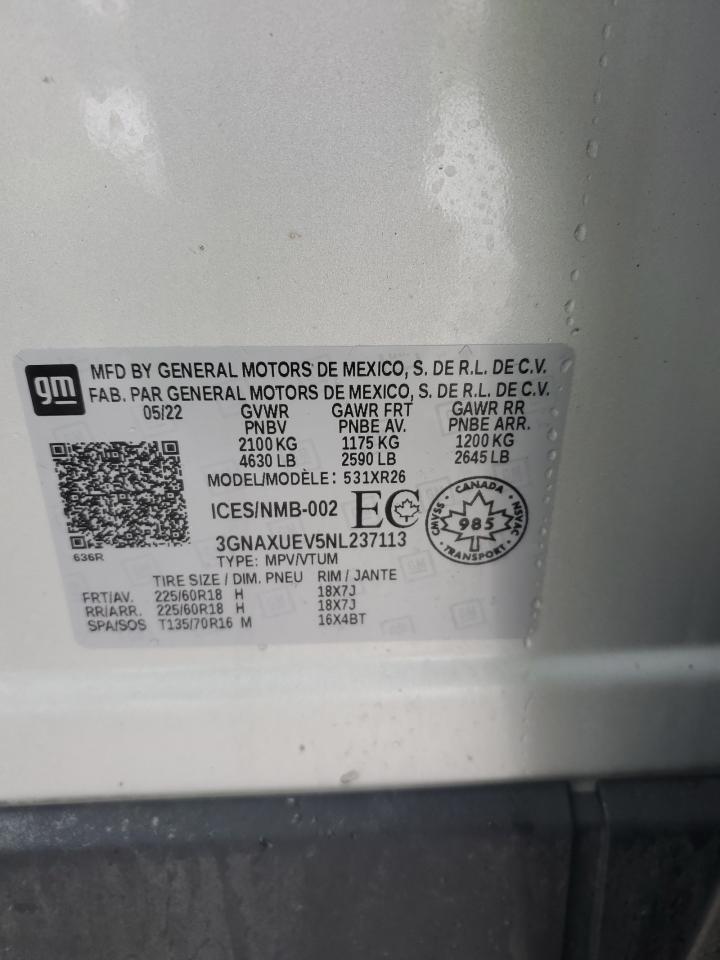 gm
MFD BY GENERAL MOTORS DE MEXICO, S. DE R.L. DE C.V.
FAB. PAR GENERAL MOTORS DE MEXICO, S. DE R.L. DE C.V.
05/22 GVWR GAWR FRT GAWR RR
PNBV PNBE AV. PNBE ARR.
2100 KG 1175 KG 1200 KG
4630 LB 2590 LB 2645 LB
MODEL/MODÈLE: 531XR26
ICES/NMB-002 EC
CANADA
CMVSS 985 NSVAC
TRANSPORT
636R
3GNAXUEV5NL237113
TYPE: MPV/VTUM
TIRE SIZE / DIM. PNEU RIM / JANTE
FRT/AV. 225/60R18 H 18X7J
RR/ARR. 225/60R18 H 18X7J
SPA/SOS T135/70R16 M 16X4BT